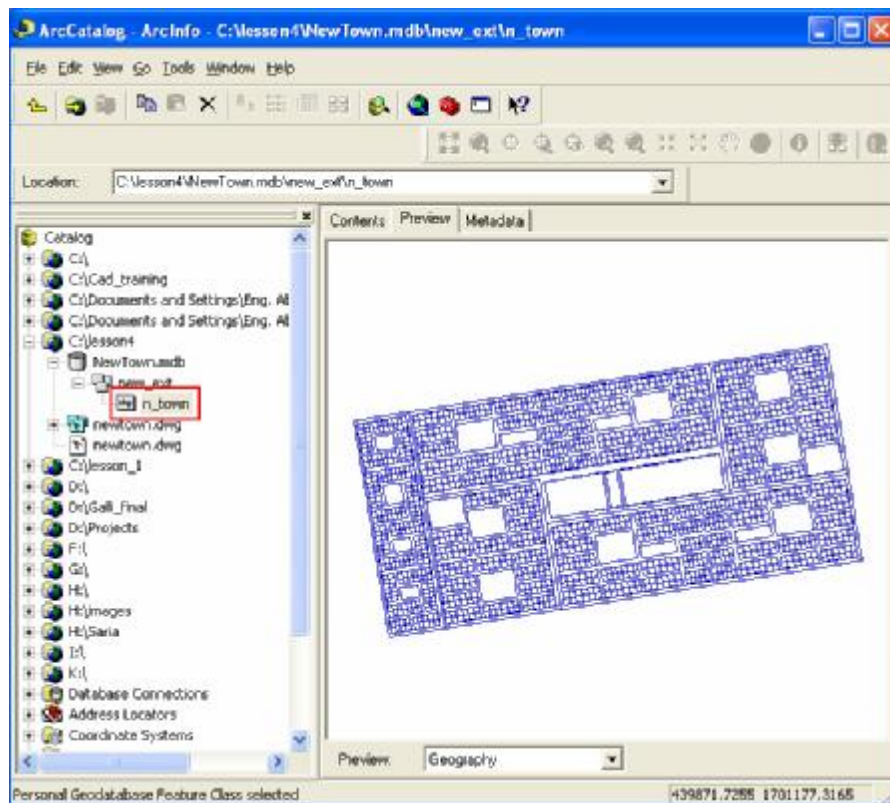 ArcCatalog - ArcInfo - C:\lesson4\NewTown.mdb\new_ext\n_town
File Edit View Go Tools Window Help
Location: C:\lesson4\NewTown.mdb\new_ext\n_town
Contents Preview Metadata
Catalog
C:\
C:\Cad_training
C:\Documents and Settings\Eng. Al
C:\Documents and Settings\Eng. Al
C:\lesson4
NewTown.mdb
new_ext
n_town
newtown.dwg
newtown.dwg
C:\lesson_1
D:\
D:\Galli_Final
D:\Projects
F:\
G:\
H:\
H:\images
H:\Saria
I:\
K:\
Database Connections
Address Locators
Coordinate Systems
Preview: Geography
Personal Geodatabase Feature Class selected
439871.7255 1701177.3165